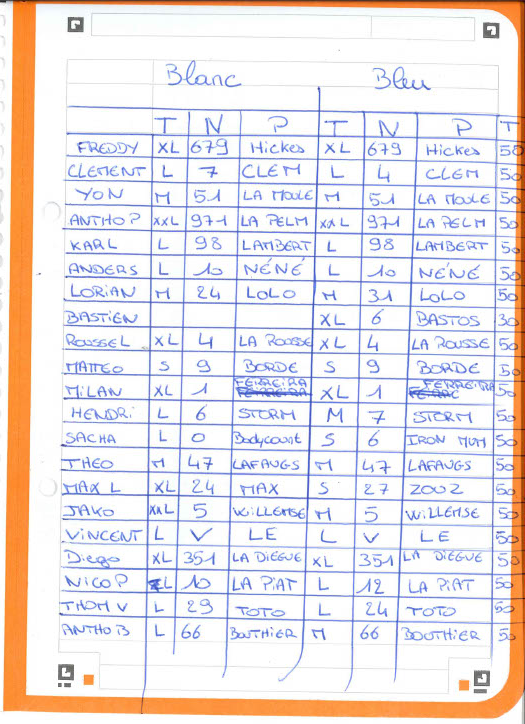 Blanc Bleu
T N P T N P T
FREDDY XL 679 Hickes XL 679 Hickes 50
CLEMENT L 7 CLEM L 4 CLEM 50
YON M 51 LA MOULE M 51 LA MOULE 50
ANTHO P XXL 971 LA PELM XXL 971 LA PELM 50
KARL L 98 LAMBERT L 98 LAMBERT 50
ANDERS L 10 NÉNÉ L 10 NÉNÉ 50
LORIAN M 24 LOLO M 31 LOLO 50
BASTIEN XL 6 BASTOS 30
ROUSSEL XL 4 LA ROUSSE XL 4 LA ROUSSE 50
MATTEO S 9 BORDE S 9 BORDE 50
MILAN XL 1 FERREIRA XL 1 FERREIRA 50
HENDRI L 6 STORM M 7 STORM 50
SACHA L 0 Bodycount S 6 IRON MUM 50
THEO M 47 LAFAUGS M 47 LAFAUGS 50
MAX L XL 24 MAX S 27 ZOUZ 50
JAKO XXL 5 WILLEMSE M 5 WILLEMSE 50
VINCENT L V LE L V LE 50
Diego XL 351 LA DIEGUE XL 351 LA DIEGUE 50
NICO P L 10 LA PIAT L 12 LA PIAT 50
THOM V L 29 TOTO L 24 TOTO 50
ANTHO B L 66 BOUTHIER M 66 BOUTHIER 50